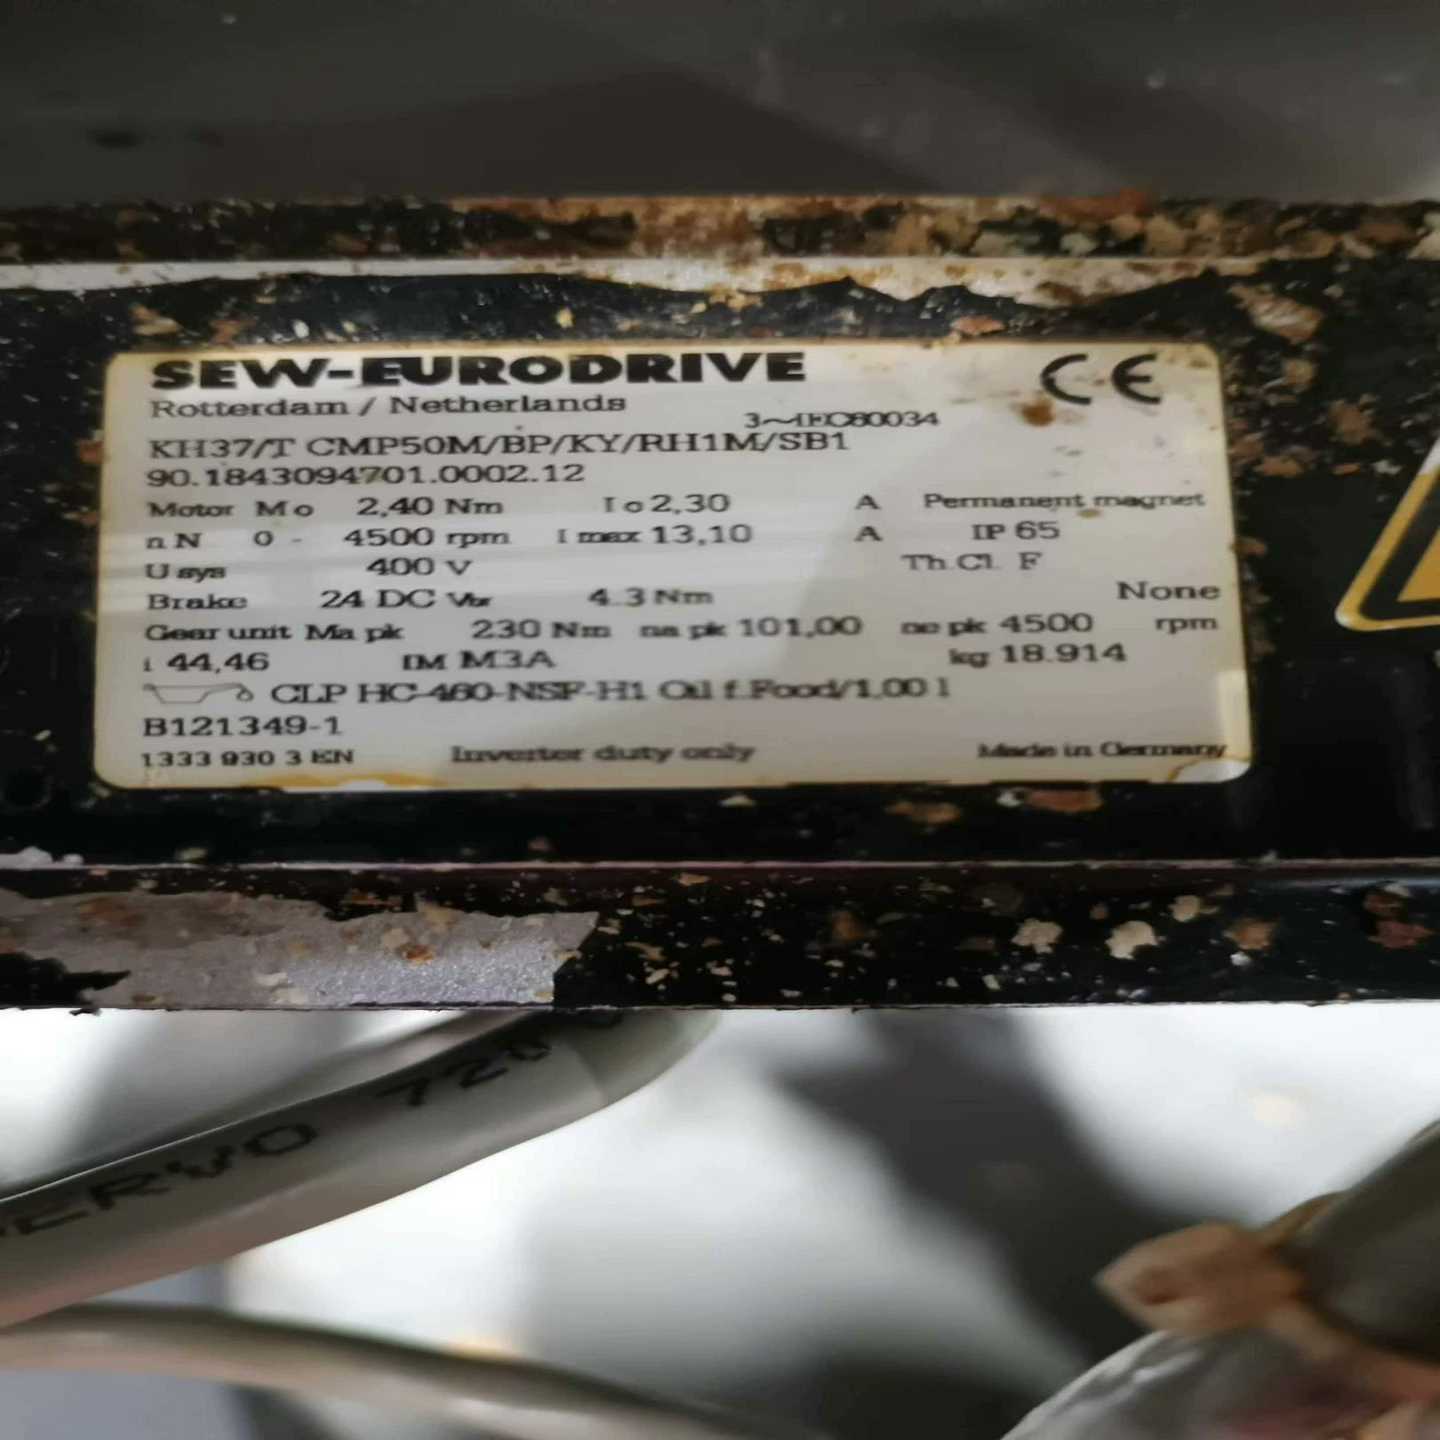 SEW-EURODRIVE CE
Rotterdam / Netherlands
3~IEC60034
KH37/T CMP50M/BP/KY/RH1M/SB1
90.1843094701.0002.12
Motor Mo 2,40 Nm Io 2,30 A Permanent magnet
nN 0 - 4500 rpm Imax 13,10 A IP 65
Usys 400 V Th.Cl. F
Brake 24 DC Vbr 4.3 Nm None
Gear unit Ma pk 230 Nm na pk 101,00 ne pk 4500 rpm
i 44,46 IM M3A kg 18.914
CLP HC-460-NSF-H1 Oil f.Food/1,00 l
B121349-1
1333 930 3 EN Inverter duty only Made in Germany
SERVO 720